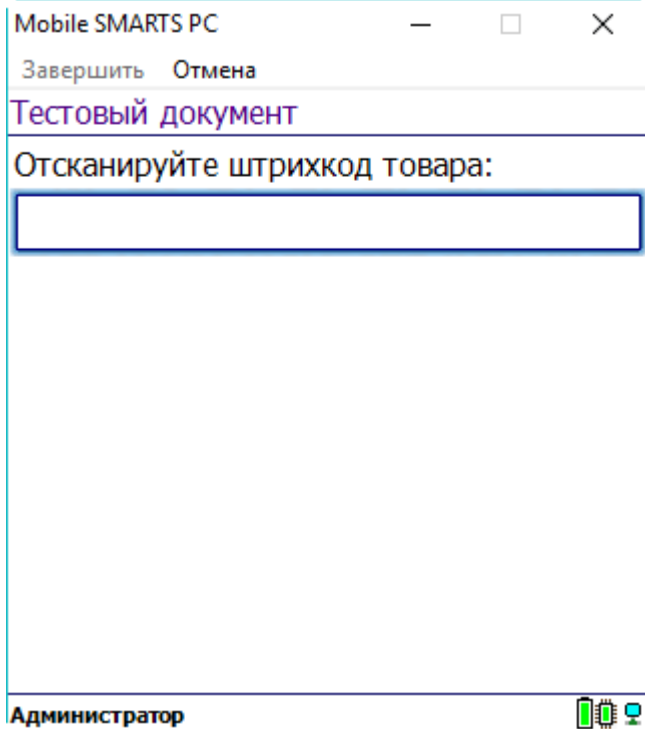 Mobile SMARTS PC
Завершить Отмена
Тестовый документ
Отсканируйте штрихкод товара:
Администратор